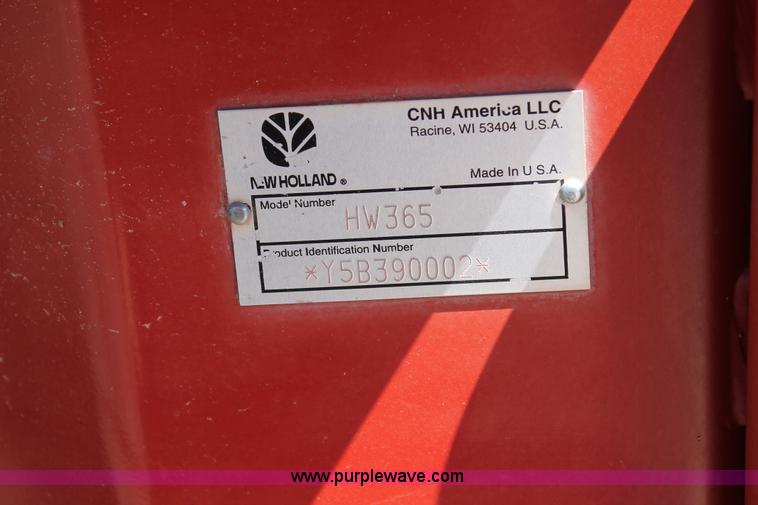 CNH America LLC
Racine, WI 53404 U.S.A.
NEW HOLLAND ®
Made In U S A.
Model Number
HW365
Product Identification Number
*Y5B390002*
www.purplewave.com